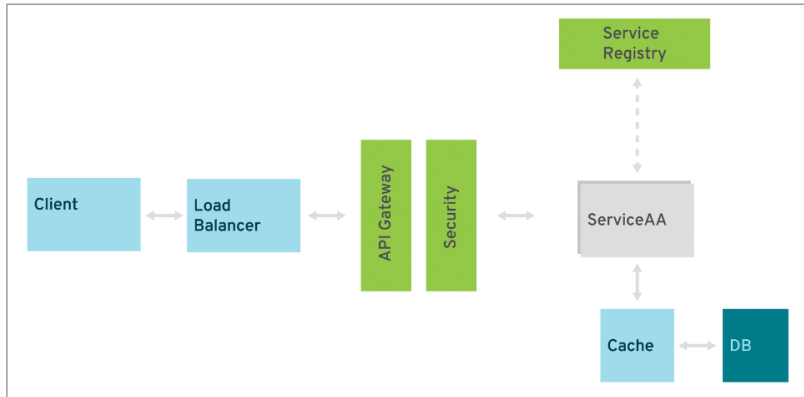 Service
Registry
Client
Load
Balancer
API Gateway
Security
ServiceAA
Cache
DB